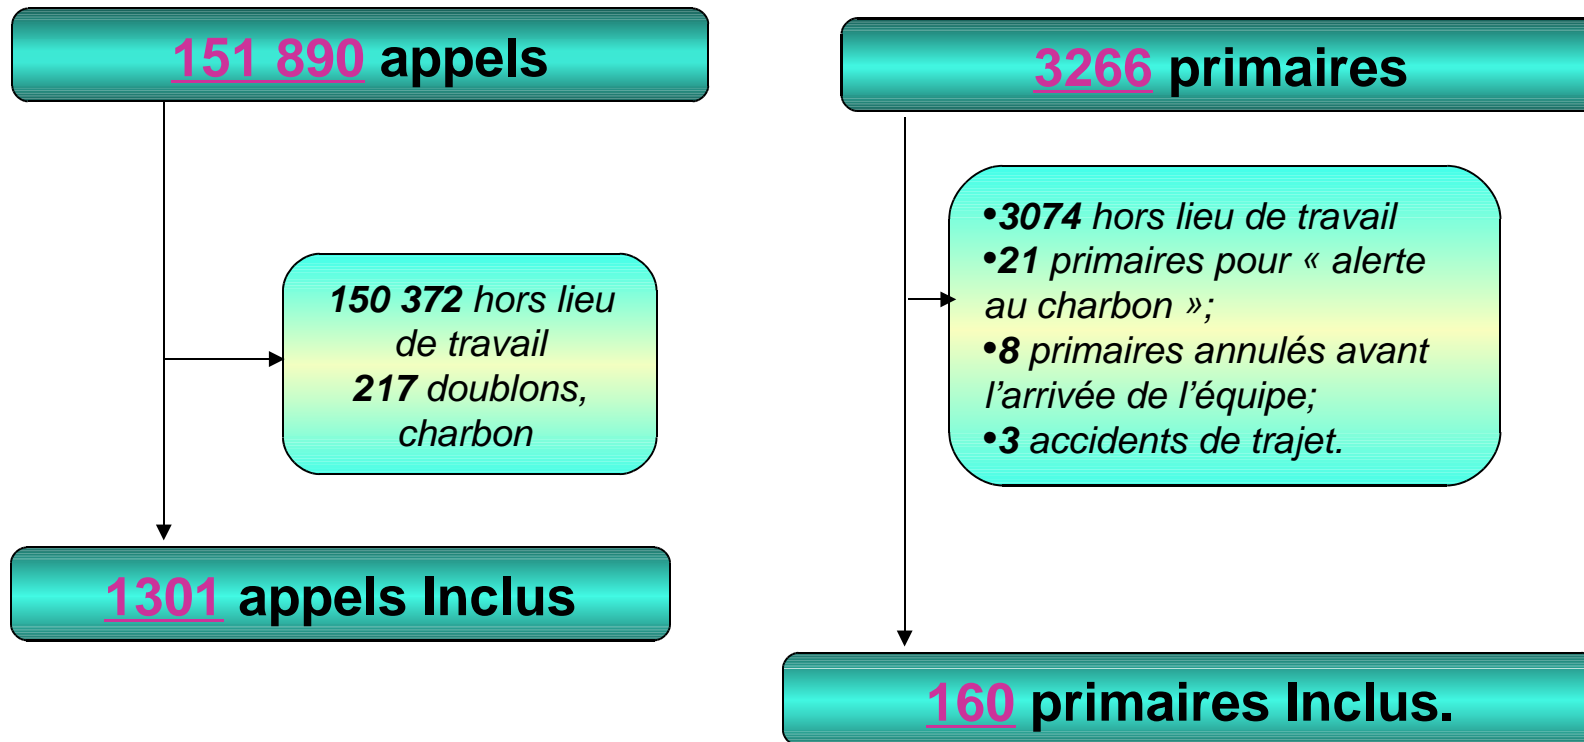 151 890 appels
150 372 hors lieu
de travail
217 doublons,
charbon
1301 appels Inclus
3266 primaires
•3074 hors lieu de travail
•21 primaires pour « alerte
au charbon »;
•8 primaires annulés avant
l’arrivée de l’équipe;
•3 accidents de trajet.
160 primaires Inclus.